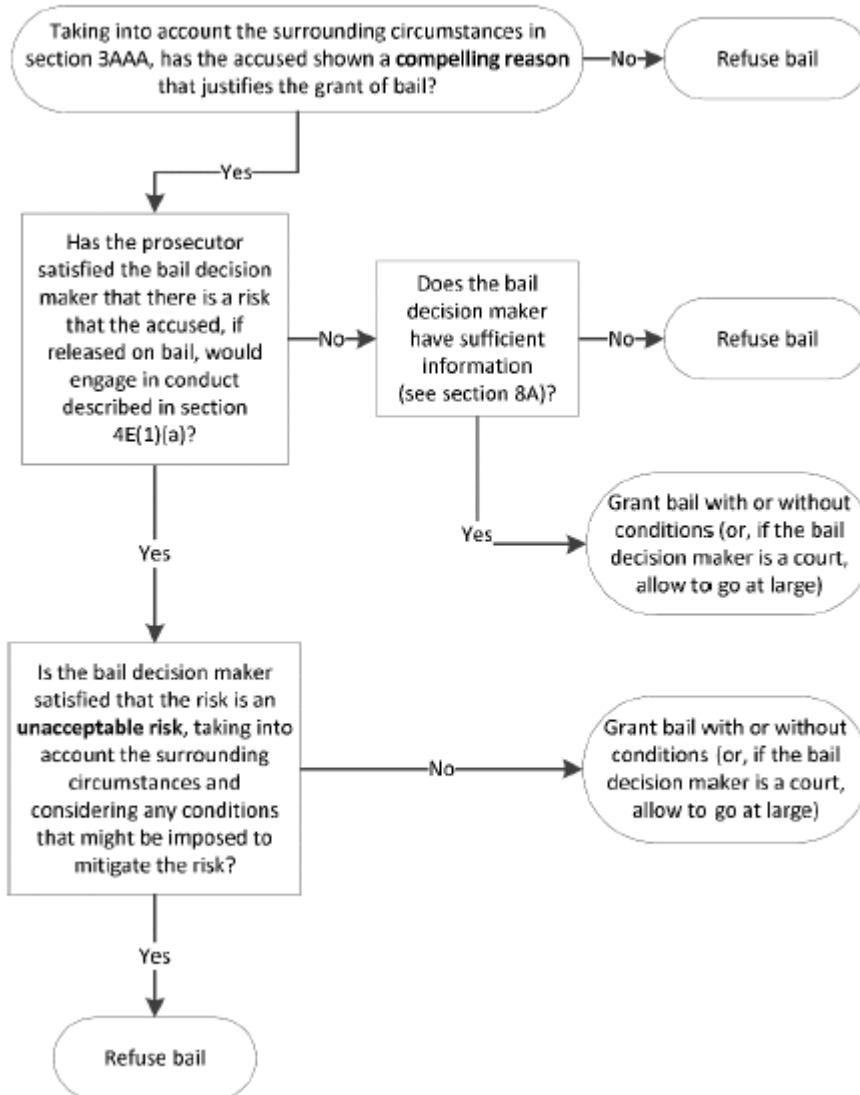 Taking into account the surrounding circumstances in
section 3AAA, has the accused shown a compelling reason
that justifies the grant of bail?
No
Refuse bail
Yes
Has the prosecutor
satisfied the bail decision
maker that there is a risk
that the accused, if
released on bail, would
engage in conduct
described in section
4E(1)(a)?
No
Does the bail
decision maker
have sufficient
information
(see section 8A)?
No
Refuse bail
Yes
Grant bail with or without
conditions (or, if the bail
decision maker is a court,
allow to go at large)
Yes
Is the bail decision maker
satisfied that the risk is an
unacceptable risk, taking into
account the surrounding
circumstances and
considering any conditions
that might be imposed to
mitigate the risk?
No
Grant bail with or without
conditions (or, if the bail
decision maker is a court,
allow to go at large)
Yes
Refuse bail